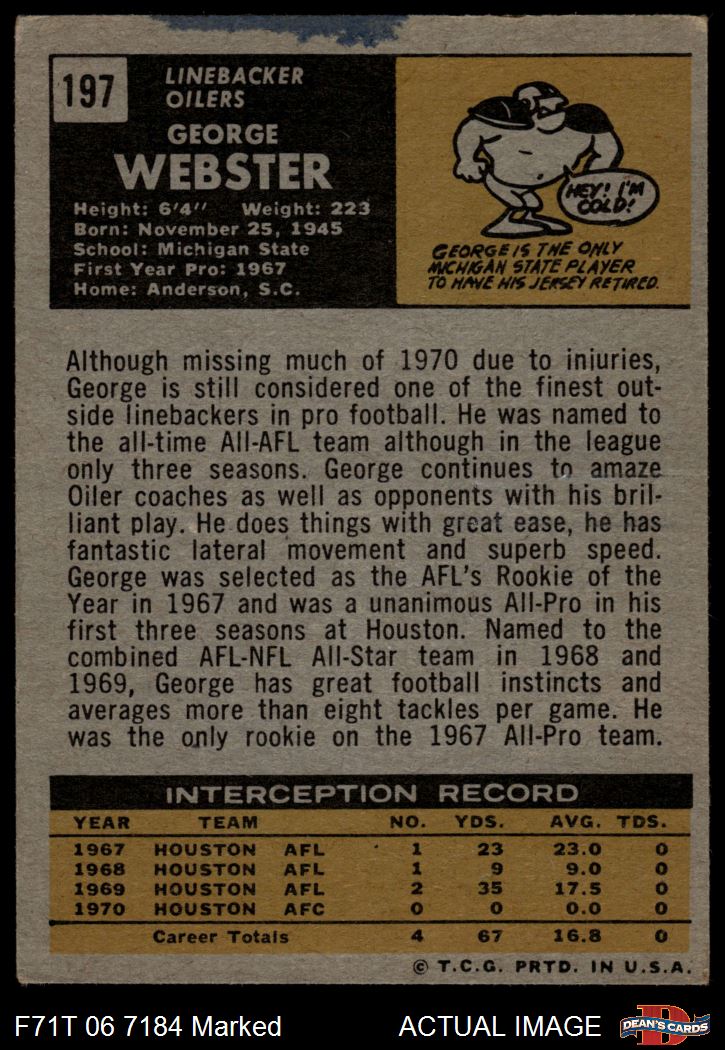 197
LINEBACKER
OILERS
GEORGE
WEBSTER
Height: 6'4" Weight: 223
Born: November 25, 1945
School: Michigan State
First Year Pro: 1967
Home: Anderson, S.C.
HEY! I'M
COLD!
GEORGE IS THE ONLY
MICHIGAN STATE PLAYER
TO HAVE HIS JERSEY RETIRED.
Although missing much of 1970 due to iniuries,
George is still considered one of the finest out-
side linebackers in pro football. He was named to
the all-time All-AFL team although in the league
only three seasons. George continues to amaze
Oiler coaches as well as opponents with his bril-
liant play. He does things with great ease, he has
fantastic lateral movement and superb speed.
George was selected as the AFL's Rookie of the
Year in 1967 and was a unanimous All-Pro in his
first three seasons at Houston. Named to the
combined AFL-NFL All-Star team in 1968 and
1969, George has great football instincts and
averages more than eight tackles per game. He
was the only rookie on the 1967 All-Pro team.
INTERCEPTION RECORD
YEAR TEAM NO. YDS. AVG. TDS.
1967 HOUSTON AFL 1 23 23.0 0
1968 HOUSTON AFL 1 9 9.0 0
1969 HOUSTON AFL 2 35 17.5 0
1970 HOUSTON AFC 0 0 0.0 0
Career Totals 4 67 16.8 0
© T.C.G. PRTD. IN U.S.A.
F71T 06 7184 Marked ACTUAL IMAGE
D
DEAN'S CARDS